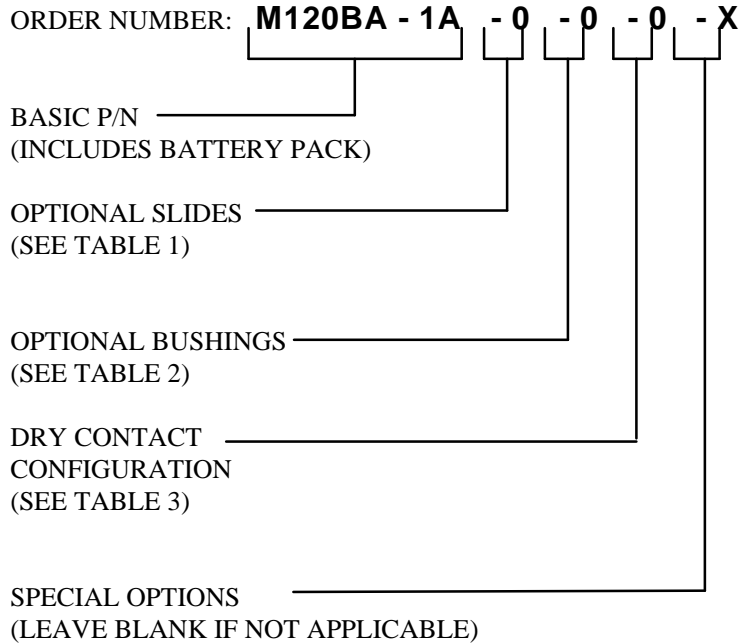 ORDER NUMBER: M120BA - 1A - 0 - 0 - 0 - X
BASIC P/N
(INCLUDES BATTERY PACK)
OPTIONAL SLIDES
(SEE TABLE 1)
OPTIONAL BUSHINGS
(SEE TABLE 2)
DRY CONTACT
CONFIGURATION
(SEE TABLE 3)
SPECIAL OPTIONS
(LEAVE BLANK IF NOT APPLICABLE)